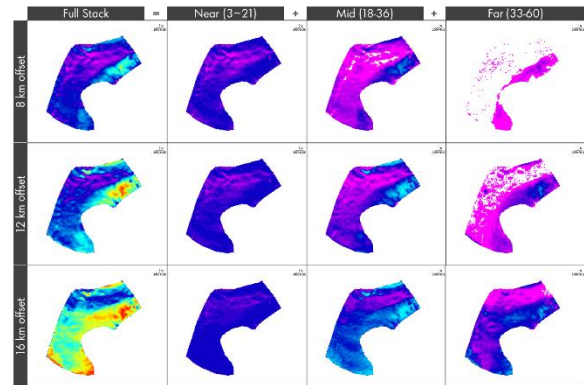 Full Stack = Near (3~21) + Mid (18-36) + Far (33-60)
8 km offset
12 km offset
16 km offset